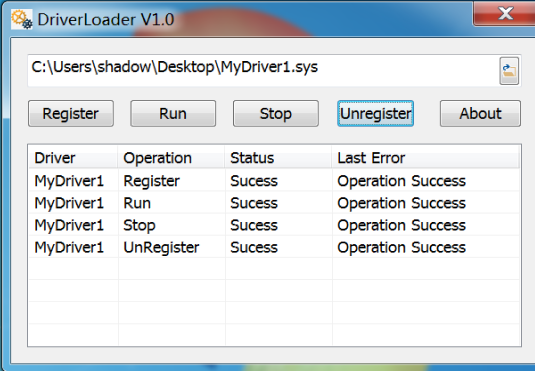 DriverLoader V1.0
C:\Users\shadow\Desktop\MyDriver1.sys
Register Run Stop Unregister About
Driver Operation Status Last Error
MyDriver1 Register Sucess Operation Success
MyDriver1 Run Sucess Operation Success
MyDriver1 Stop Sucess Operation Success
MyDriver1 UnRegister Sucess Operation Success